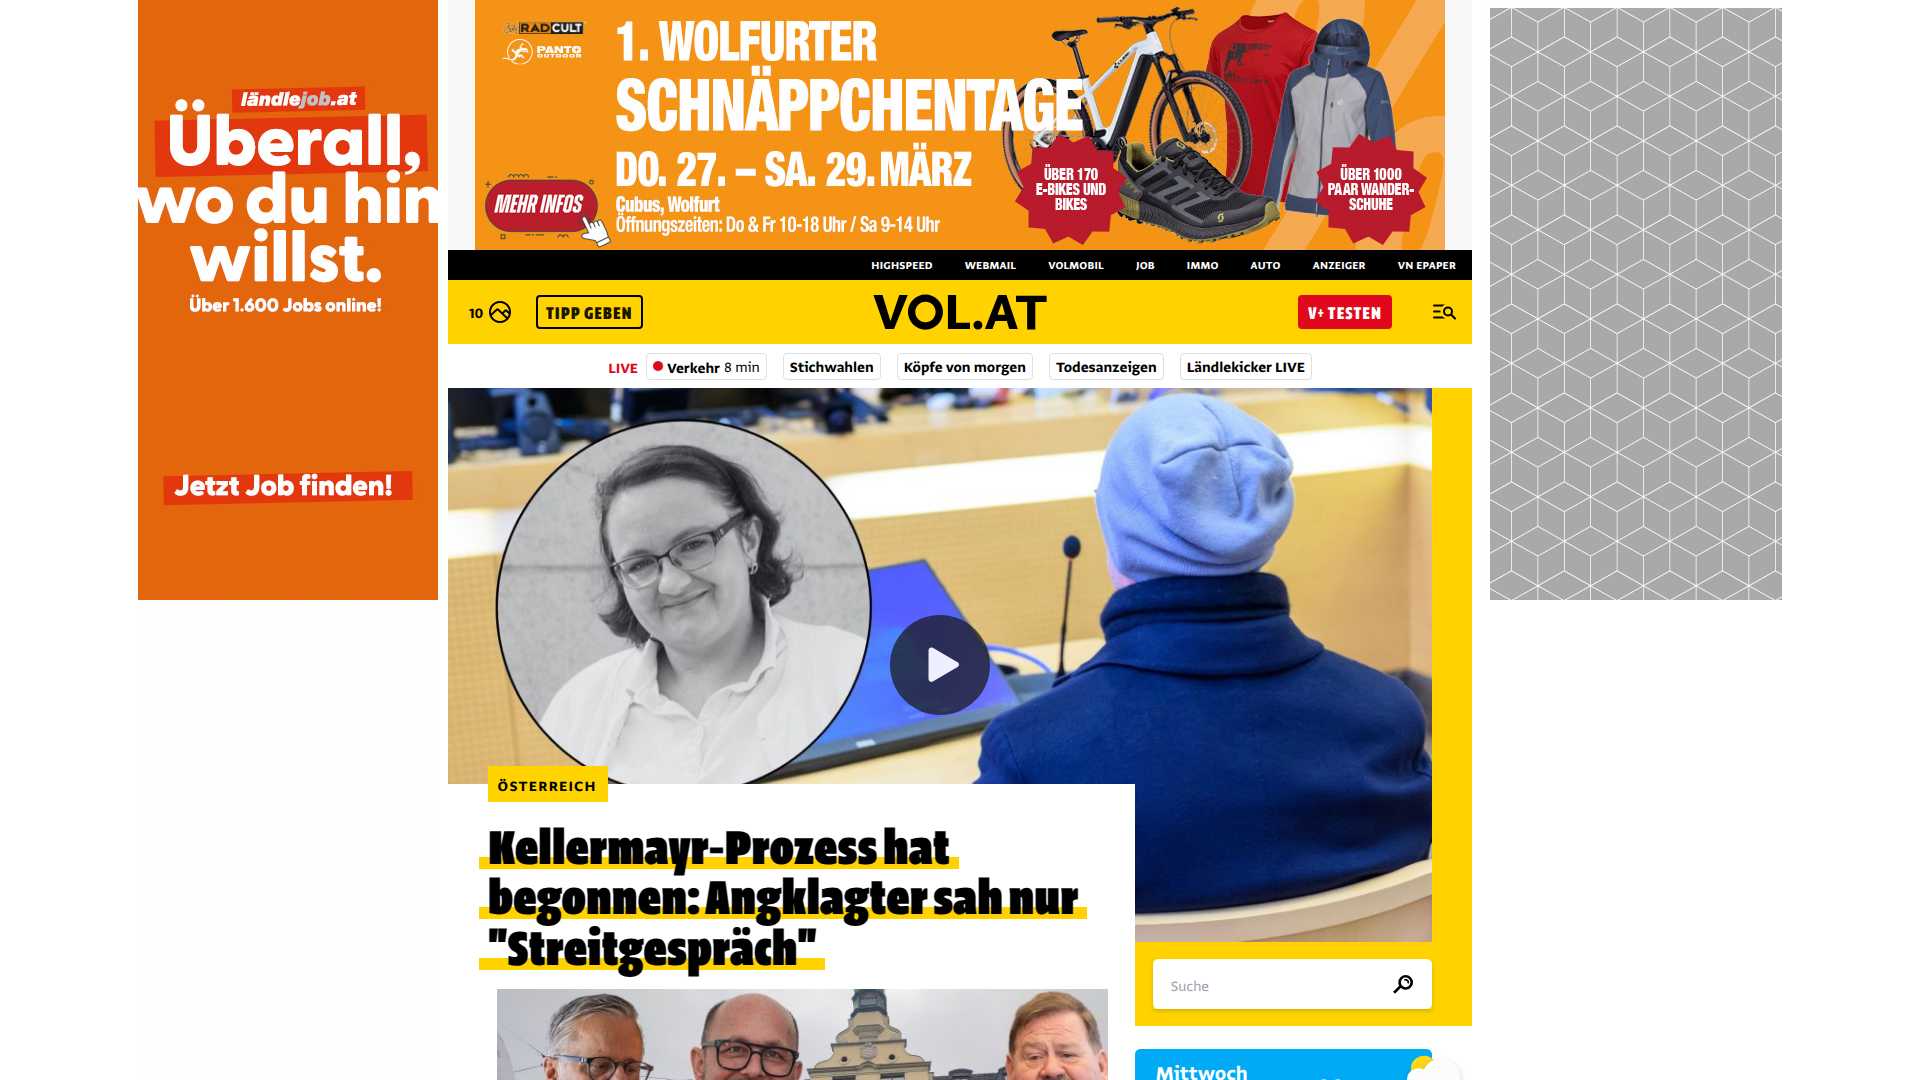 ländlejob.at
Überall,
wo du hin
willst.
Über 1.600 Jobs online!
Jetzt Job finden!
RADCULT
PANTO
OUTDOOR
1. WOLFURTER
SCHNÄPPCHENTAGE
DO. 27. – SA. 29. MÄRZ
MEHR INFOS
Cubus, Wolfurt
Öffnungszeiten: Do & Fr 10-18 Uhr / Sa 9-14 Uhr
ÜBER 170
E-BIKES UND
BIKES
ÜBER 1000
PAAR WANDER-
SCHUHE
HIGHSPEED WEBMAIL VOLMOBIL JOB IMMO AUTO ANZEIGER VN EPAPER
10 TIPP GEBEN VOL.AT V+ TESTEN
LIVE Verkehr 8 min Stichwahlen Köpfe von morgen Todesanzeigen Ländlekicker LIVE
ÖSTERREICH
Kellermayr-Prozess hat
begonnen: Angklagter sah nur
"Streitgespräch"
Suche
Mittwoch